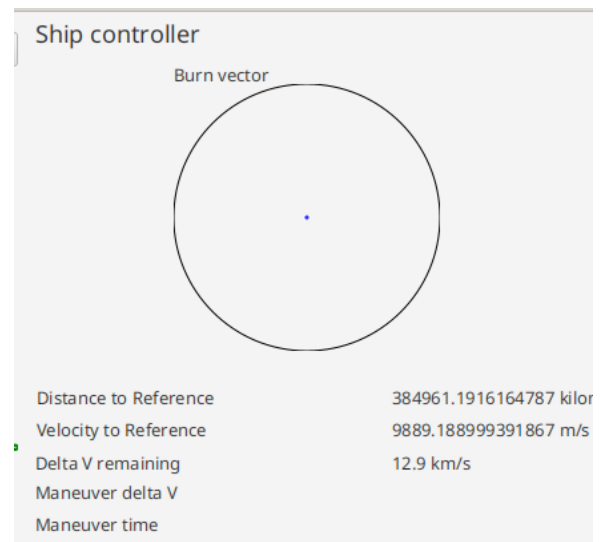 Ship controller
Burn vector
Distance to Reference 384961.1916164787 kilor
Velocity to Reference 9889.188999391867 m/s
Delta V remaining 12.9 km/s
Maneuver delta V
Maneuver time